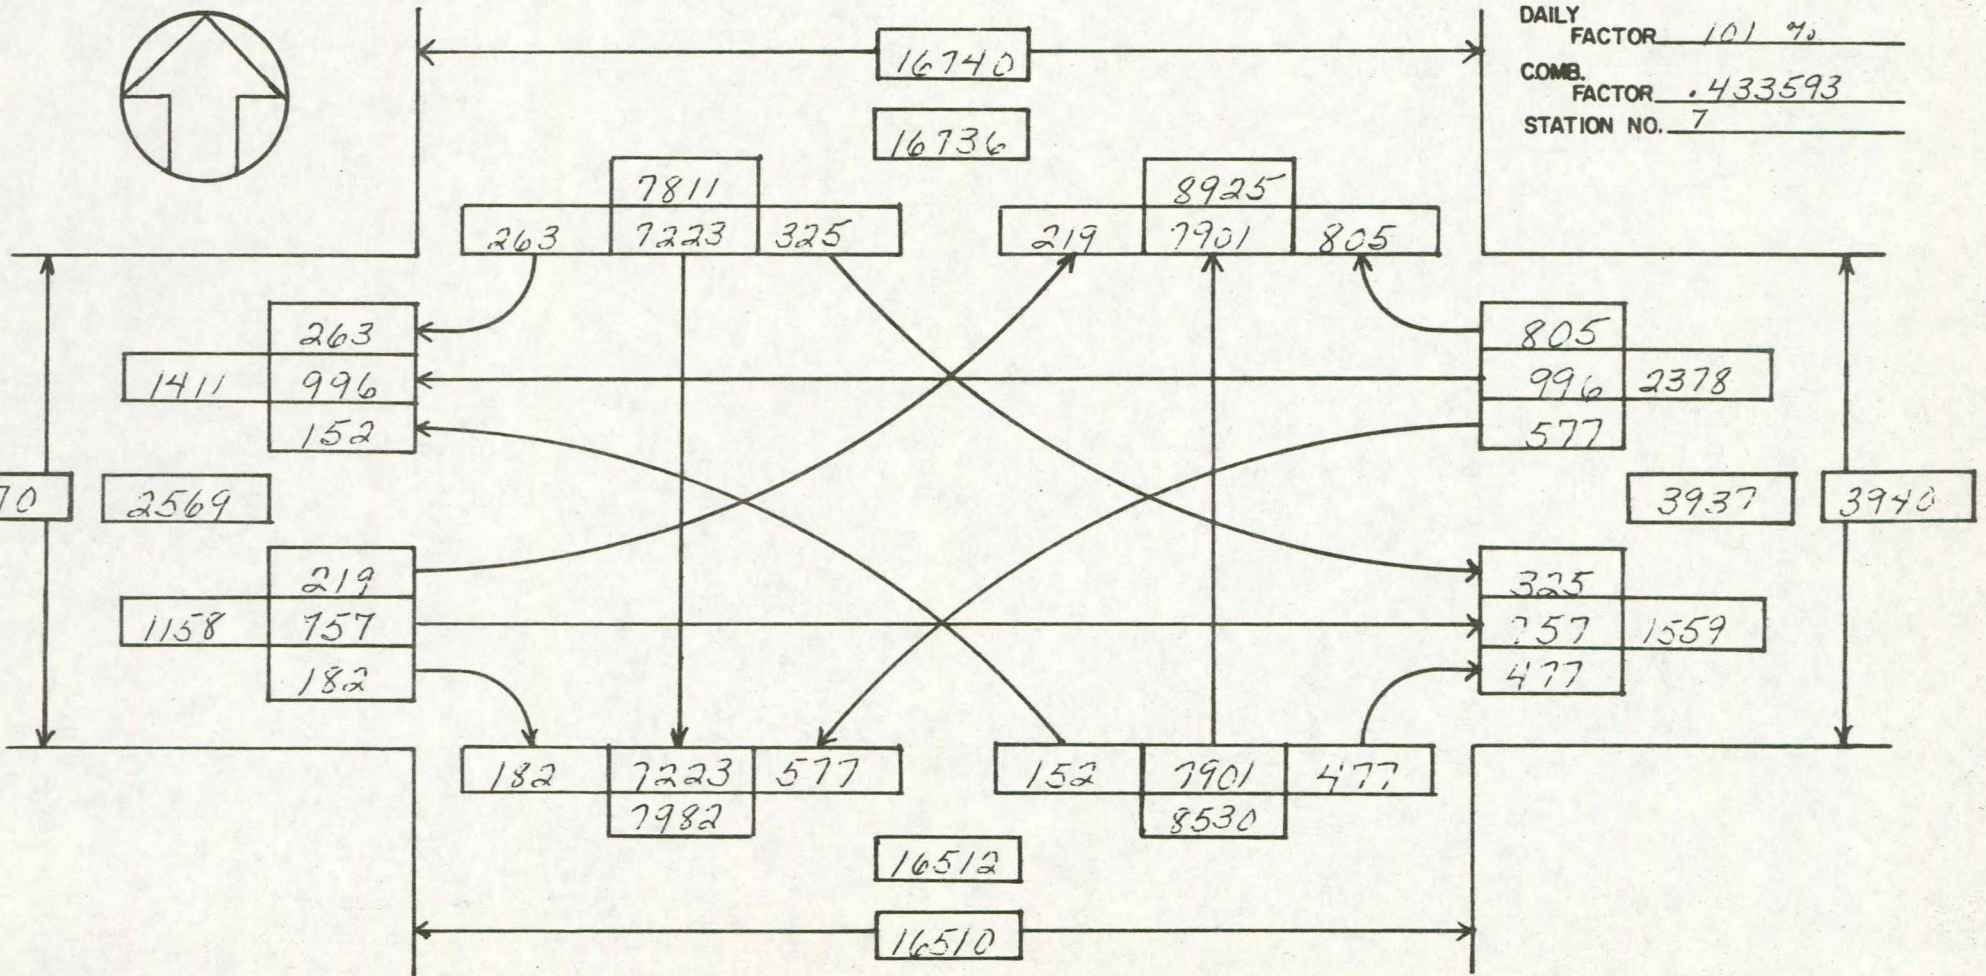 DAILY
FACTOR 101 %
COMB.
FACTOR .433593
STATION NO. 7
16740
16736
7811
263 7223 325
8925
219 7901 805
263
1411 996
152
805
996 2378
577
70 2569
3937 3940
219
1158 757
182
325
757 1559
477
182 7223 577
7982
152 7901 477
8530
16512
16510